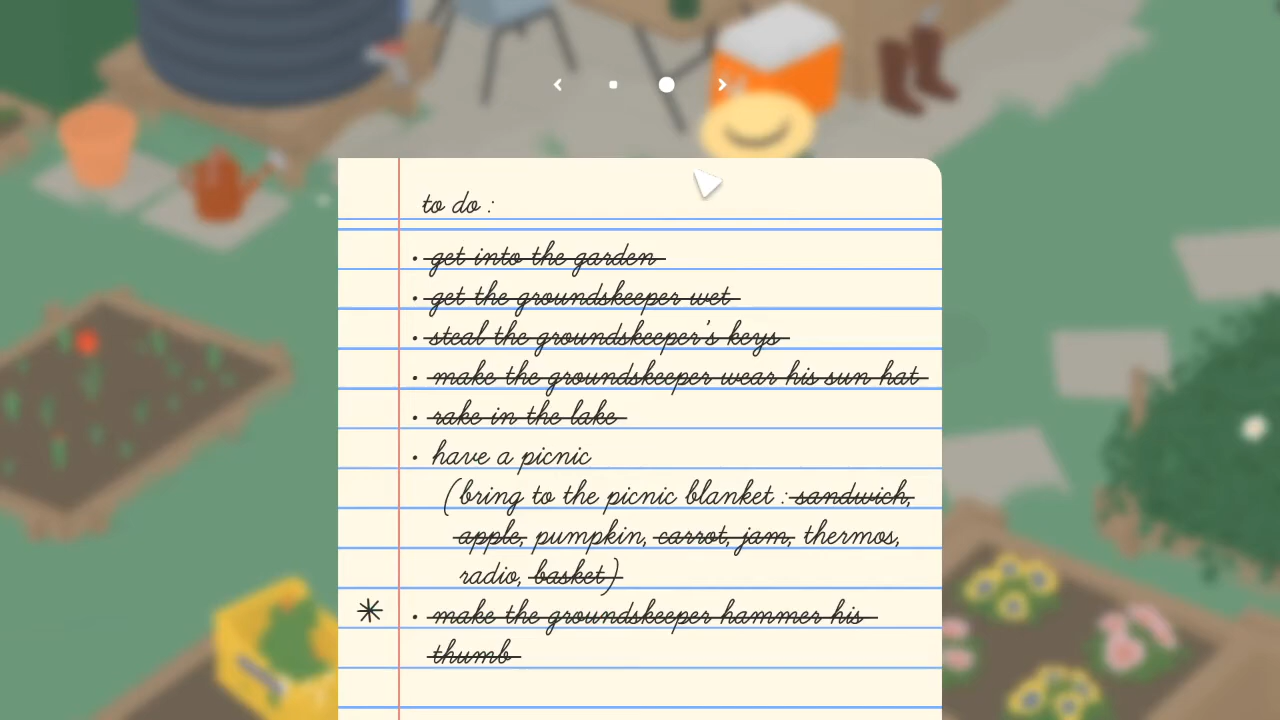 to do :
• get into the garden
• get the groundskeeper wet
• steal the groundskeeper's keys
• make the groundskeeper wear his sun hat
• rake in the lake
• have a picnic
(bring to the picnic blanket : sandwich,
apple, pumpkin, carrot, jam, thermos,
radio, basket)
• make the groundskeeper hammer his
thumb